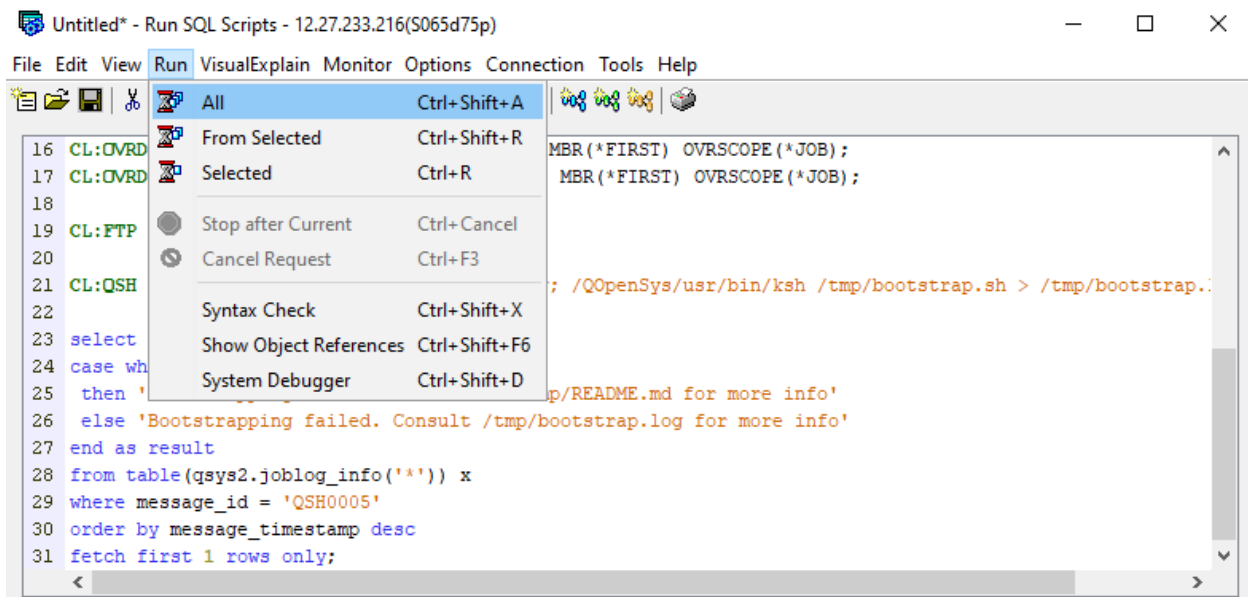 Untitled* - Run SQL Scripts - 12.27.233.216(S065d75p)
File Edit View Run VisualExplain Monitor Options Connection Tools Help
All Ctrl+Shift+A
From Selected Ctrl+Shift+R
Selected Ctrl+R
Stop after Current Ctrl+Cancel
Cancel Request Ctrl+F3
Syntax Check Ctrl+Shift+X
Show Object References Ctrl+Shift+F6
System Debugger Ctrl+Shift+D
16 CL:OVRD MBR(*FIRST) OVRSCOPE(*JOB);
17 CL:OVRD MBR(*FIRST) OVRSCOPE(*JOB);
18
19 CL:FTP
20
21 CL:QSH ; /QOpenSys/usr/bin/ksh /tmp/bootstrap.sh > /tmp/bootstrap.
22
23 select
24 case wh
25 then ' p/README.md for more info'
26 else 'Bootstrapping failed. Consult /tmp/bootstrap.log for more info'
27 end as result
28 from table(qsys2.joblog_info('*')) x
29 where message_id = 'QSH0005'
30 order by message_timestamp desc
31 fetch first 1 rows only;